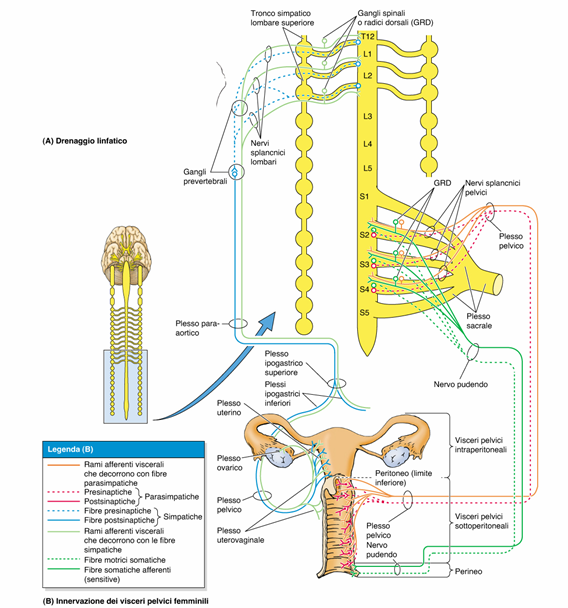 Tronco simpatico
lombare superiore
Gangli spinali
o radici dorsali (GRD)
T12
L1
L2
L3
L4
L5
S1
S2
S3
S4
S5
(A) Drenaggio linfatico
Nervi
splancnici
lombari
Gangli
prevertebrali
GRD
Nervi splancnici
pelvici
Plesso
pelvico
Plesso
sacrale
Plesso para-
aortico
Plesso
ipogastrico
superiore
Plessi
ipogastrici
inferiori
Nervo pudendo
Plesso
uterino
Plesso
ovarico
Plesso
pelvico
Plesso
uterovaginale
Visceri pelvici
intraperitoneali
Peritoneo (limite
inferiore)
Visceri pelvici
sottoperitoneali
Plesso
pelvico
Nervo
pudendo
Perineo
Legenda (B)
Rami afferenti viscerali
che decorrono con fibre
parasimpatiche
Presinaptiche
Postsinaptiche
Parasimpatiche
Fibre presinaptiche
Fibre postsinaptiche
Simpatiche
Rami afferenti viscerali
che decorrono con le fibre
simpatiche
Fibre motrici somatiche
Fibre somatiche afferenti
(sensitive)
(B) Innervazione dei visceri pelvici femminili